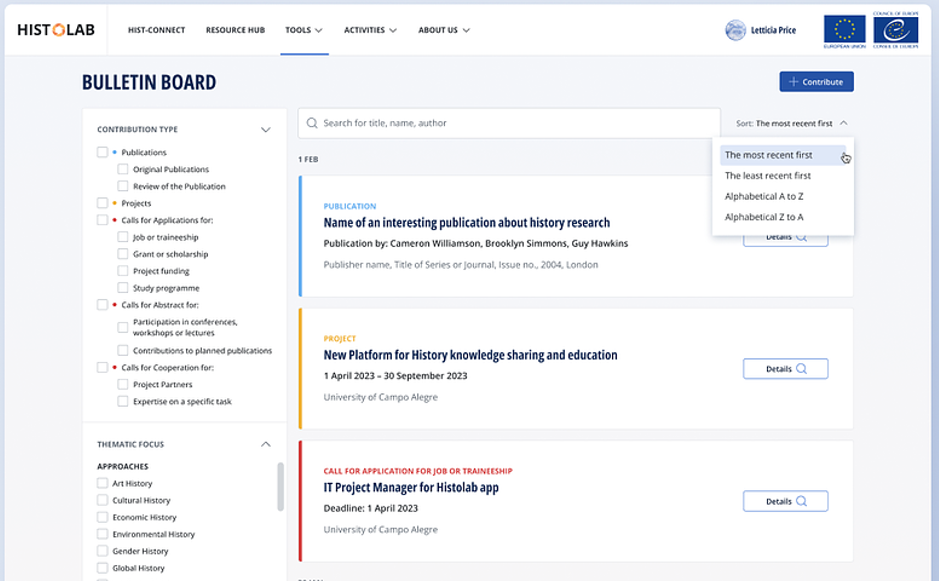 HISTOLAB
HIST-CONNECT
RESOURCE HUB
TOOLS
ACTIVITIES
ABOUT US
Letticia Price
EUROPEAN UNION
COUNCIL OF EUROPE
CONSEIL DE L'EUROPE
BULLETIN BOARD
Contribute
CONTRIBUTION TYPE
Publications
Original Publications
Review of the Publication
Projects
Calls for Applications for:
Job or traineeship
Grant or scholarship
Project funding
Study programme
Calls for Abstract for:
Participation in conferences,
workshops or lectures
Contributions to planned publications
Calls for Cooperation for:
Project Partners
Expertise on a specific task
THEMATIC FOCUS
APPROACHES
Art History
Cultural History
Economic History
Environmental History
Gender History
Global History
Search for title, name, author
Sort: The most recent first
The most recent first
The least recent first
Alphabetical A to Z
Alphabetical Z to A
1 FEB
PUBLICATION
Name of an interesting publication about history research
Publication by: Cameron Williamson, Brooklyn Simmons, Guy Hawkins
Publisher name, Title of Series or Journal, Issue no., 2004, London
Details
PROJECT
New Platform for History knowledge sharing and education
1 April 2023 – 30 September 2023
University of Campo Alegre
Details
CALL FOR APPLICATION FOR JOB OR TRAINEESHIP
IT Project Manager for Histolab app
Deadline: 1 April 2023
University of Campo Alegre
Details